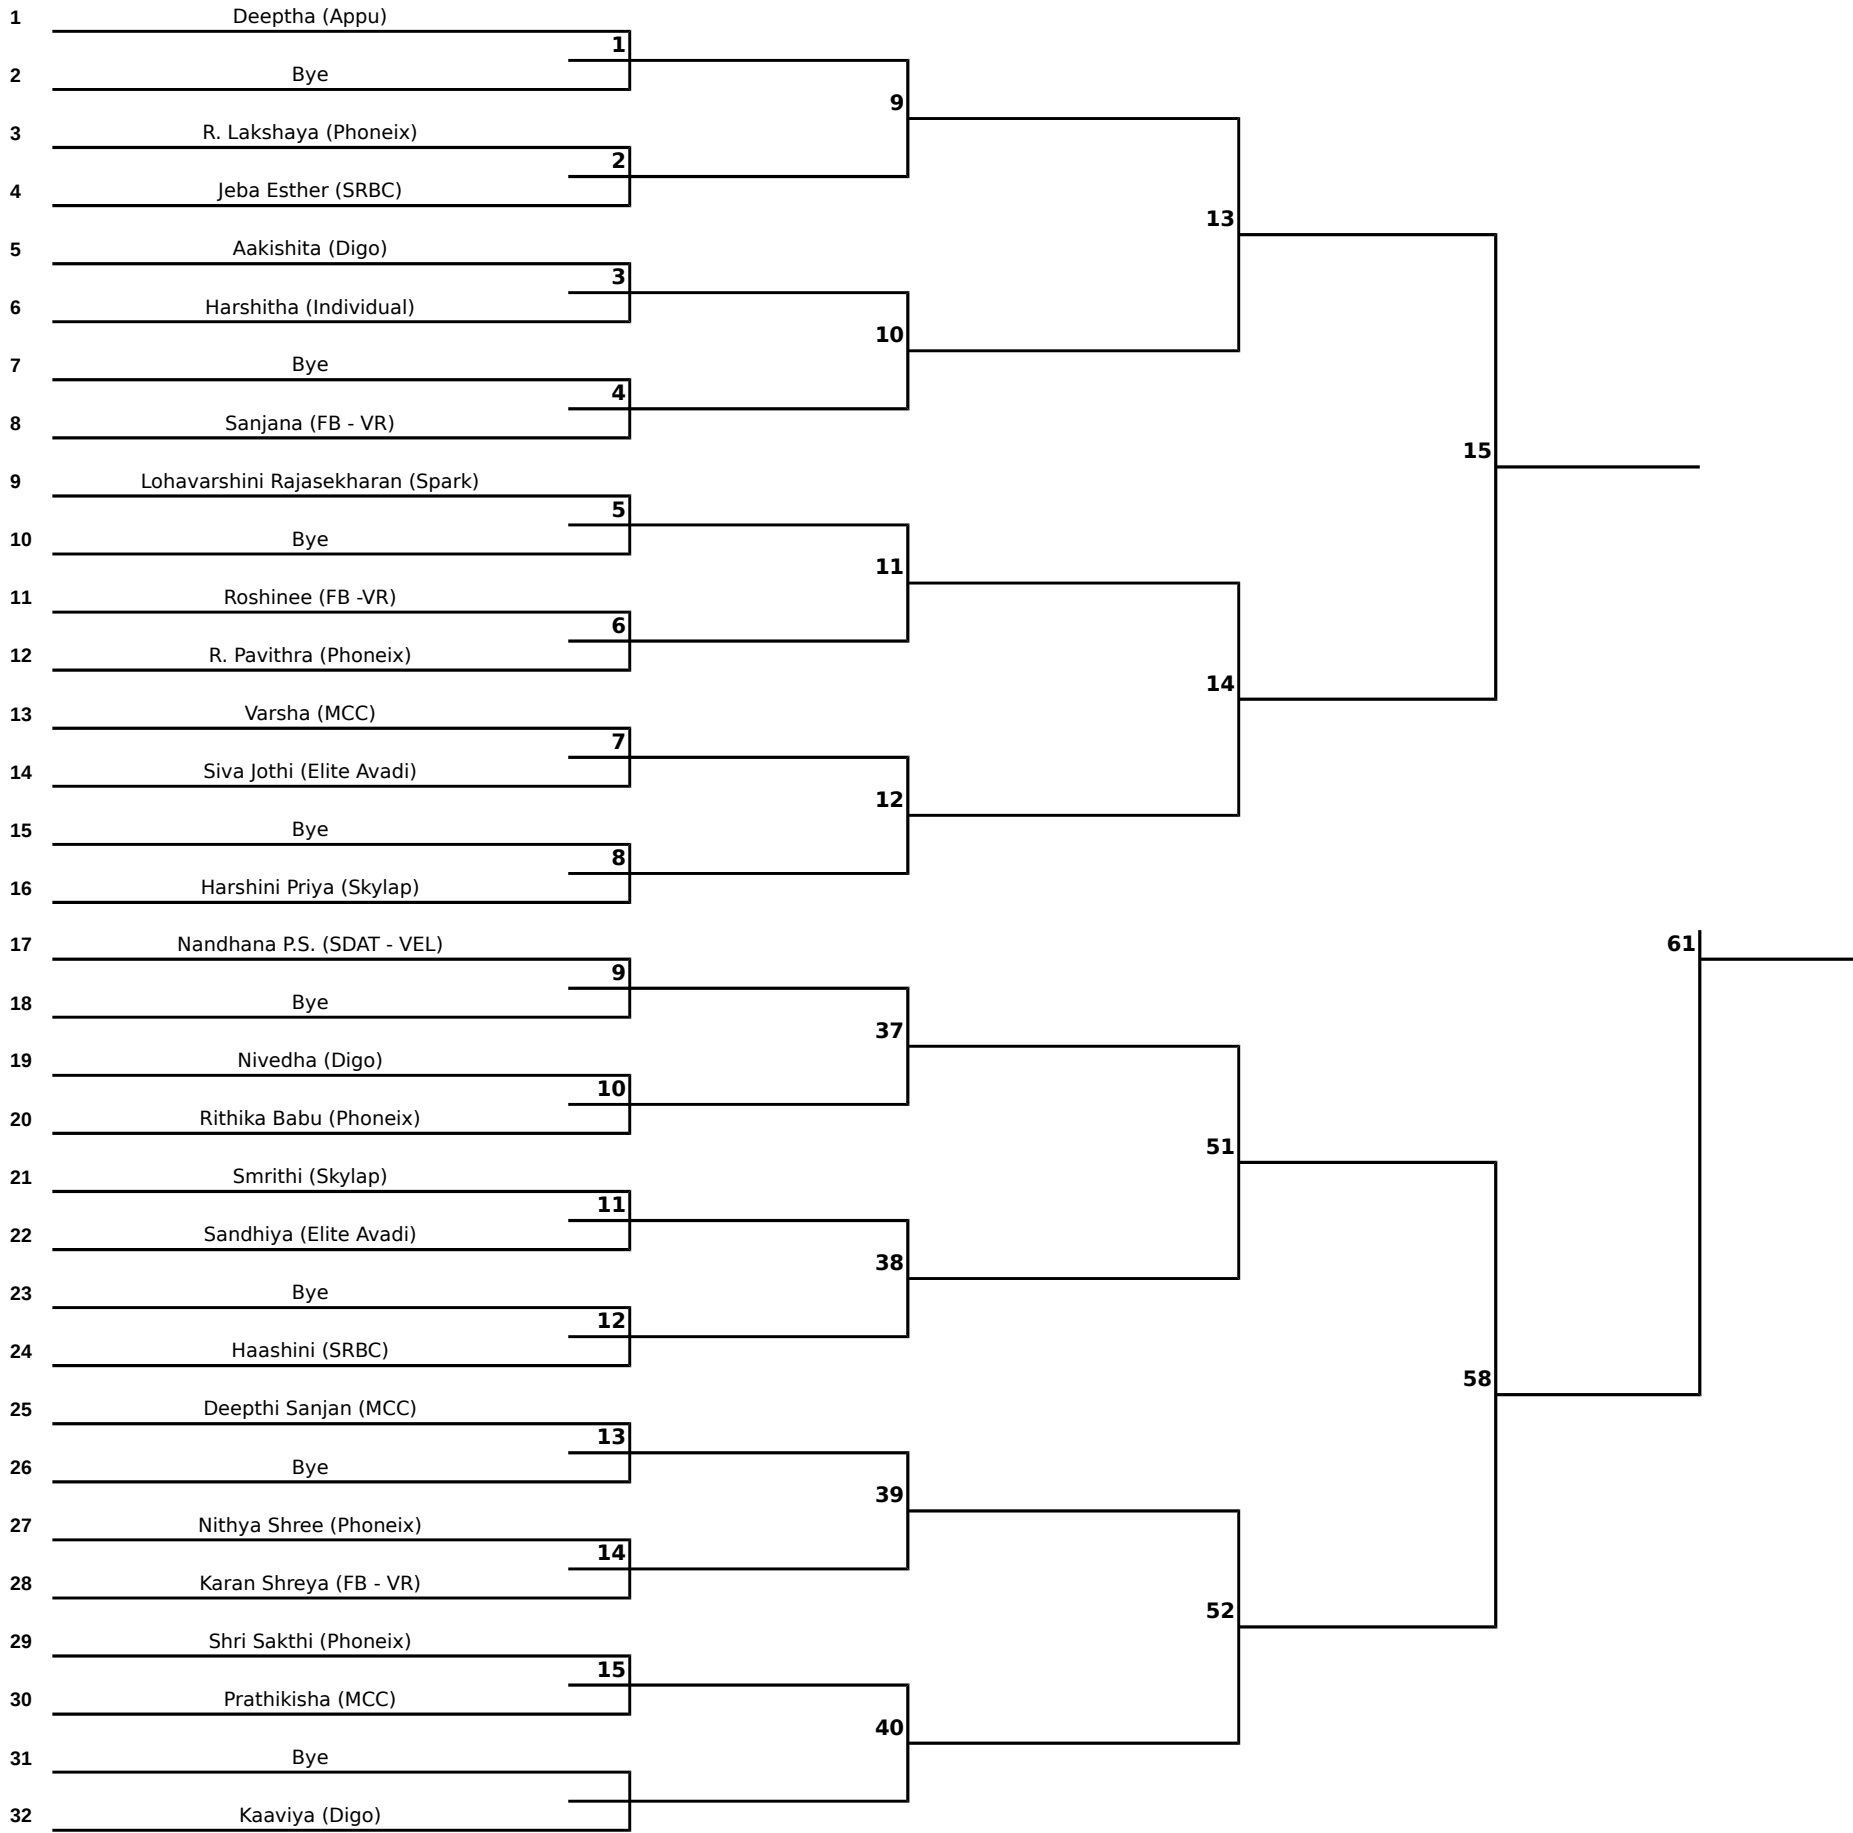 1 Deeptha (Appu)
1
2 Bye
9
3 R. Lakshaya (Phoneix)
2
4 Jeba Esther (SRBC)
13
5 Aakishita (Digo)
3
6 Harshitha (Individual)
10
7 Bye
4
8 Sanjana (FB - VR)
15
9 Lohavarshini Rajasekharan (Spark)
5
10 Bye
11
11 Roshinee (FB -VR)
6
12 R. Pavithra (Phoneix)
14
13 Varsha (MCC)
7
14 Siva Jothi (Elite Avadi)
12
15 Bye
8
16 Harshini Priya (Skylap)
17 Nandhana P.S. (SDAT - VEL) 61
9
18 Bye
37
19 Nivedha (Digo)
10
20 Rithika Babu (Phoneix)
51
21 Smrithi (Skylap)
11
22 Sandhiya (Elite Avadi)
38
23 Bye
12
24 Haashini (SRBC)
58
25 Deepthi Sanjan (MCC)
13
26 Bye
39
27 Nithya Shree (Phoneix)
14
28 Karan Shreya (FB - VR)
52
29 Shri Sakthi (Phoneix)
15
30 Prathikisha (MCC)
40
31 Bye
32 Kaaviya (Digo)